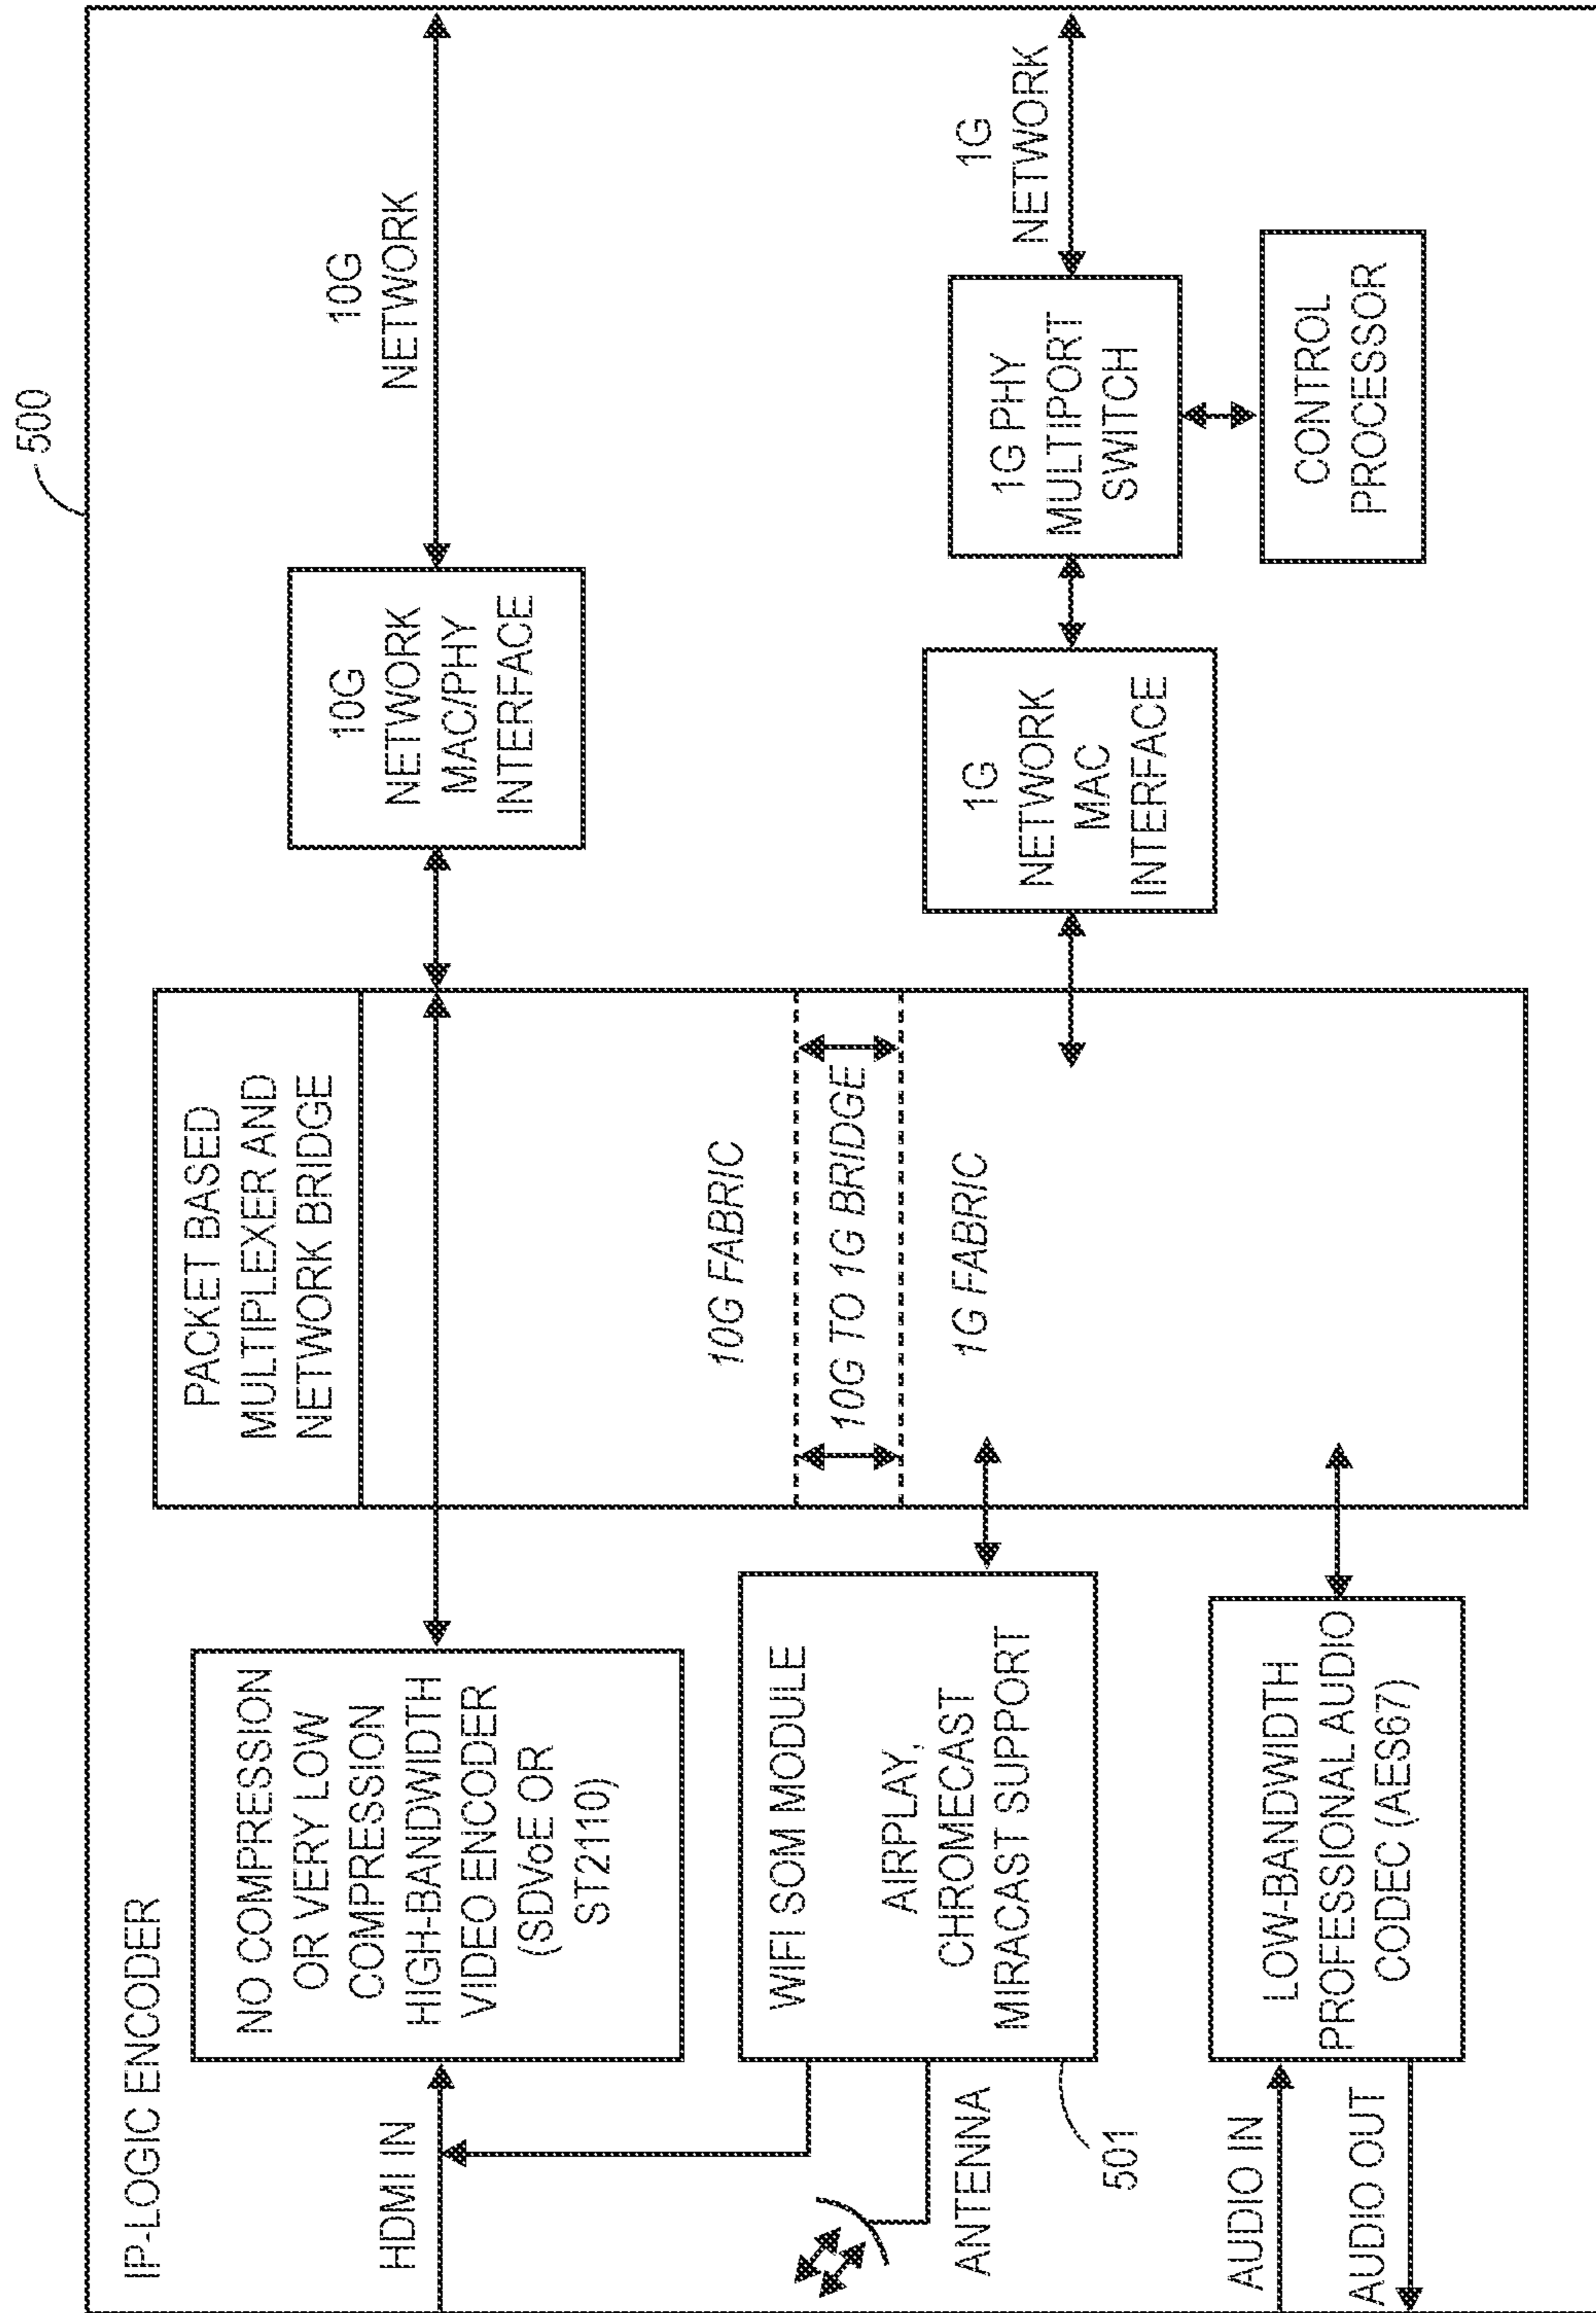 500
IP-LOGIC ENCODER
HDMI IN
NO COMPRESSION
OR VERY LOW
COMPRESSION
HIGH-BANDWIDTH
VIDEO ENCODER
(SDVoE OR
ST2110)
ANTENNA
WIFI SOM MODULE
AIRPLAY,
CHROMECAST
MIRACAST SUPPORT
501
AUDIO IN
AUDIO OUT
LOW-BANDWIDTH
PROFESSIONAL AUDIO
CODEC (AES67)
PACKET BASED
MULTIPLEXER AND
NETWORK BRIDGE
10G FABRIC
10G TO 1G BRIDGE
1G FABRIC
10G
NETWORK
MAC/PHY
INTERFACE
10G
NETWORK
1G
NETWORK
MAC
INTERFACE
1G PHY
MULTIPORT
SWITCH
1G
NETWORK
CONTROL
PROCESSOR